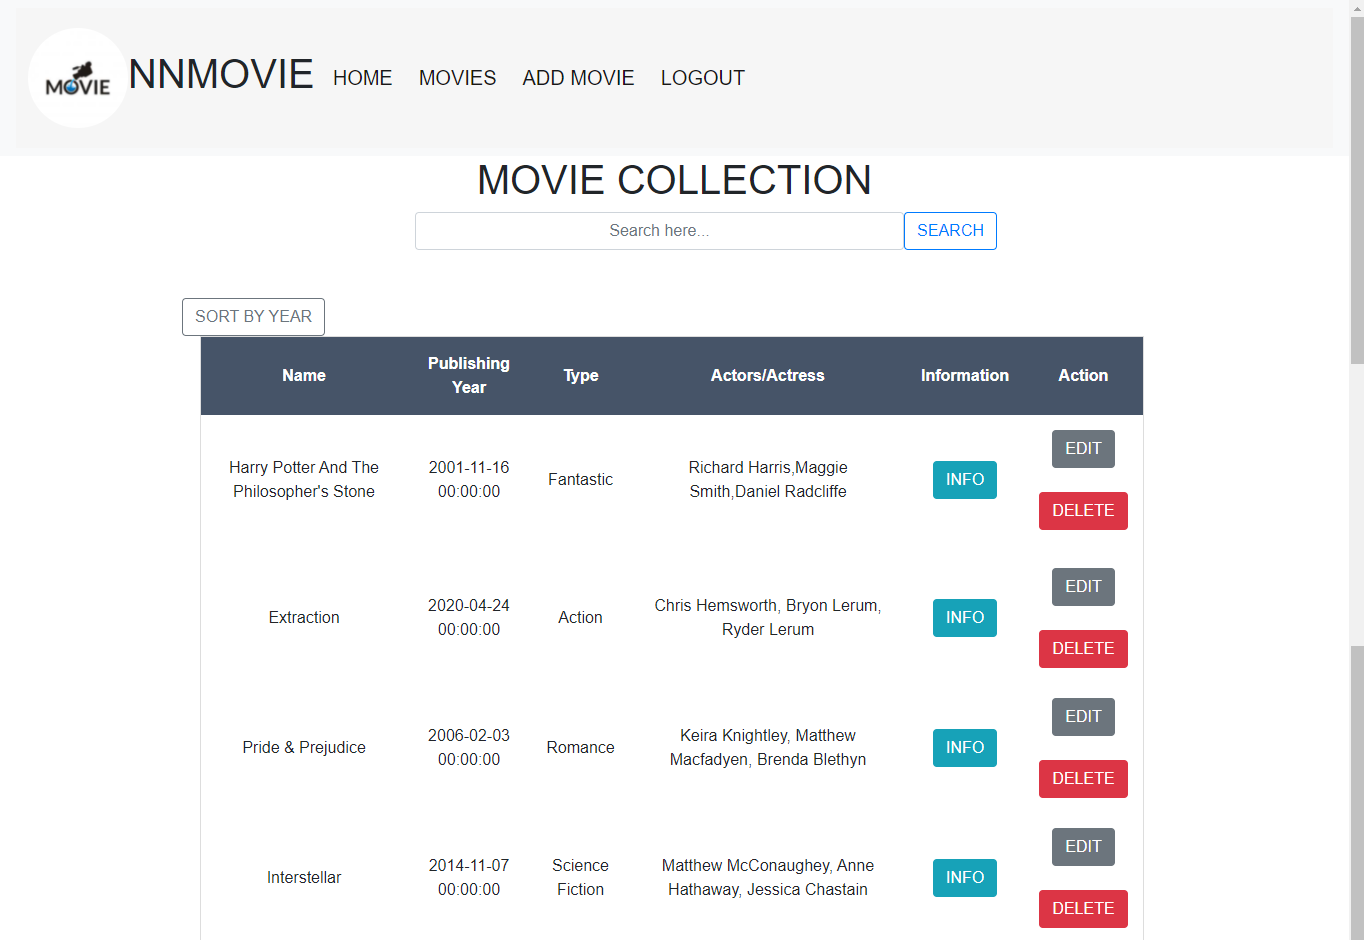 MOVIE
NNMOVIE HOME MOVIES ADD MOVIE LOGOUT
MOVIE COLLECTION
Search here... SEARCH
SORT BY YEAR
Name Publishing Year Type Actors/Actress Information Action
Harry Potter And The
Philosopher's Stone
2001-11-16
00:00:00
Fantastic
Richard Harris,Maggie
Smith,Daniel Radcliffe
INFO
EDIT
DELETE
Extraction
2020-04-24
00:00:00
Action
Chris Hemsworth, Bryon Lerum,
Ryder Lerum
INFO
EDIT
DELETE
Pride & Prejudice
2006-02-03
00:00:00
Romance
Keira Knightley, Matthew
Macfadyen, Brenda Blethyn
INFO
EDIT
DELETE
Interstellar
2014-11-07
00:00:00
Science
Fiction
Matthew McConaughey, Anne
Hathaway, Jessica Chastain
INFO
EDIT
DELETE